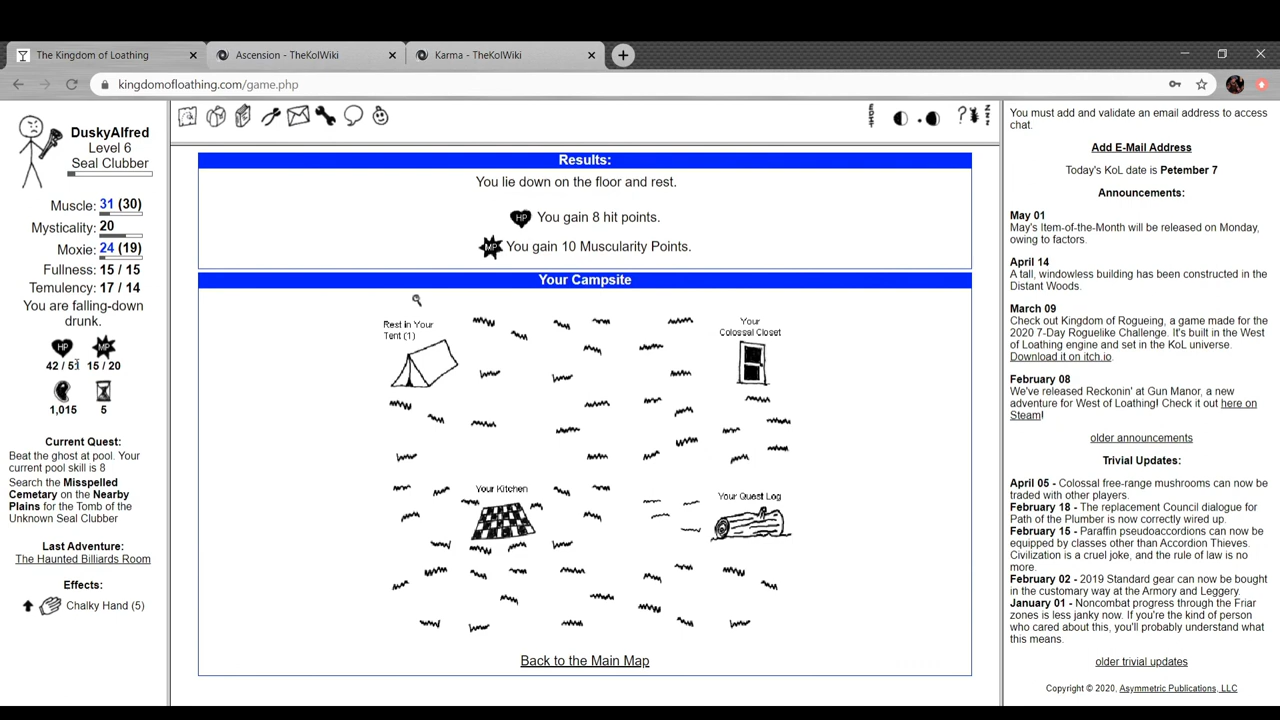 The Kingdom of Loathing
Ascension - TheKolWiki
Karma - TheKolWiki
kingdomofloathing.com/game.php
DuskyAlfred
Level 6
Seal Clubber
Muscle: 31 (30)
Mysticality: 20
Moxie: 24 (19)
Fullness: 15 / 15
Temulency: 17 / 14
You are falling-down
drunk.
HP
MP
42 / 51
15 / 20
1,015
5
Current Quest:
Beat the ghost at pool. Your
current pool skill is 8
Search the Misspelled
Cemetary on the Nearby
Plains for the Tomb of the
Unknown Seal Clubber
Last Adventure:
The Haunted Billiards Room
Effects:
Chalky Hand (5)
Results:
You lie down on the floor and rest.
HP You gain 8 hit points.
MP You gain 10 Muscularity Points.
Your Campsite
Rest in Your
Tent (1)
Your
Colossal Closet
Your Kitchen
Your Quest Log
Back to the Main Map
You must add and validate an email address to access
chat.
Add E-Mail Address
Today's KoL date is Petember 7
Announcements:
May 01
May's Item-of-the-Month will be released on Monday,
owing to factors.
April 14
A tall, windowless building has been constructed in the
Distant Woods.
March 09
Check out Kingdom of Rogueing, a game made for the
2020 7-Day Roguelike Challenge. It's built in the West
of Loathing engine and set in the KoL universe.
Download it on itch.io.
February 08
We've released Reckonin' at Gun Manor, a new
adventure for West of Loathing! Check it out here on
Steam!
older announcements
Trivial Updates:
April 05 - Colossal free-range mushrooms can now be
traded with other players.
February 18 - The replacement Council dialogue for
Path of the Plumber is now correctly wired up.
February 15 - Paraffin pseudoaccordions can now be
equipped by classes other than Accordion Thieves.
Civilization is a cruel joke, and the rule of law is no
more.
February 02 - 2019 Standard gear can now be bought
in the customary way at the Armory and Leggery.
January 01 - Noncombat progress through the Friar
zones is less janky now. If you're the kind of person
who cared about this, you'll probably understand what
this means.
older trivial updates
Copyright © 2020, Asymmetric Publications, LLC